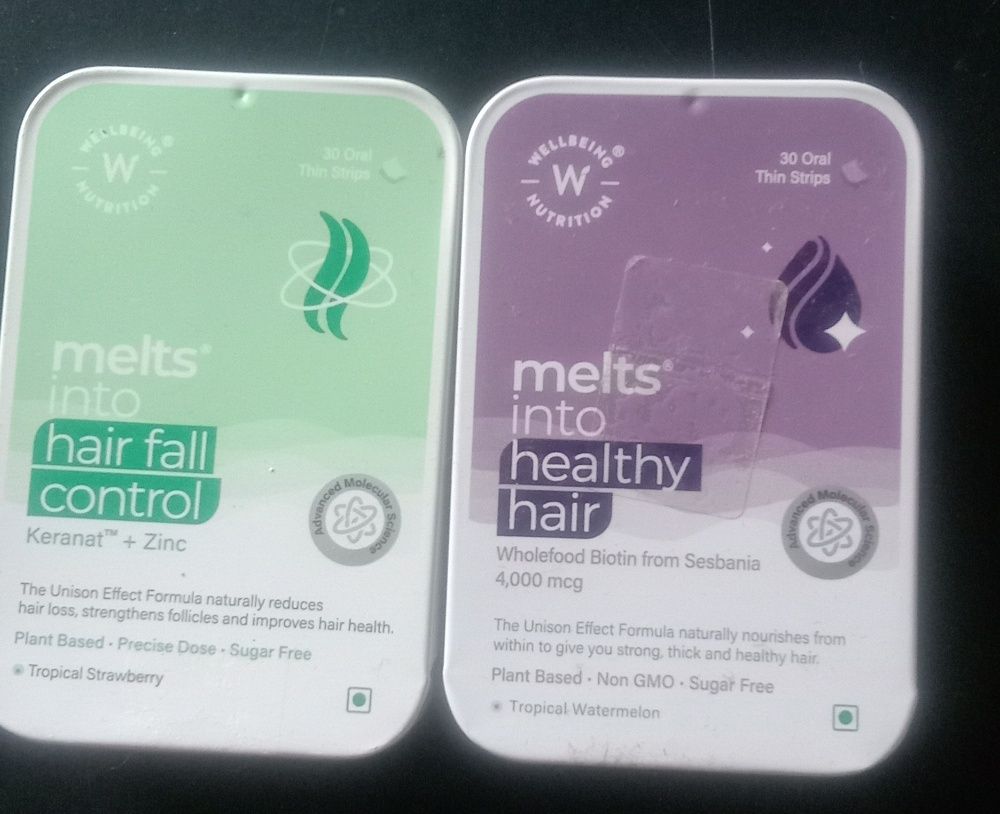 WELLBEING
W
NUTRITION
®
30 Oral
Thin Strips
melts®
into
hair fall
control
Keranat™ + Zinc
Advanced Molecular Science
The Unison Effect Formula naturally reduces
hair loss, strengthens follicles and improves hair health.
Plant Based · Precise Dose · Sugar Free
Tropical Strawberry
WELLBEING
W
NUTRITION
®
30 Oral
Thin Strips
melts®
into
healthy
hair
Wholefood Biotin from Sesbania
4,000 mcg
Advanced Molecular Science
The Unison Effect Formula naturally nourishes from
within to give you strong, thick and healthy hair.
Plant Based · Non GMO · Sugar Free
Tropical Watermelon